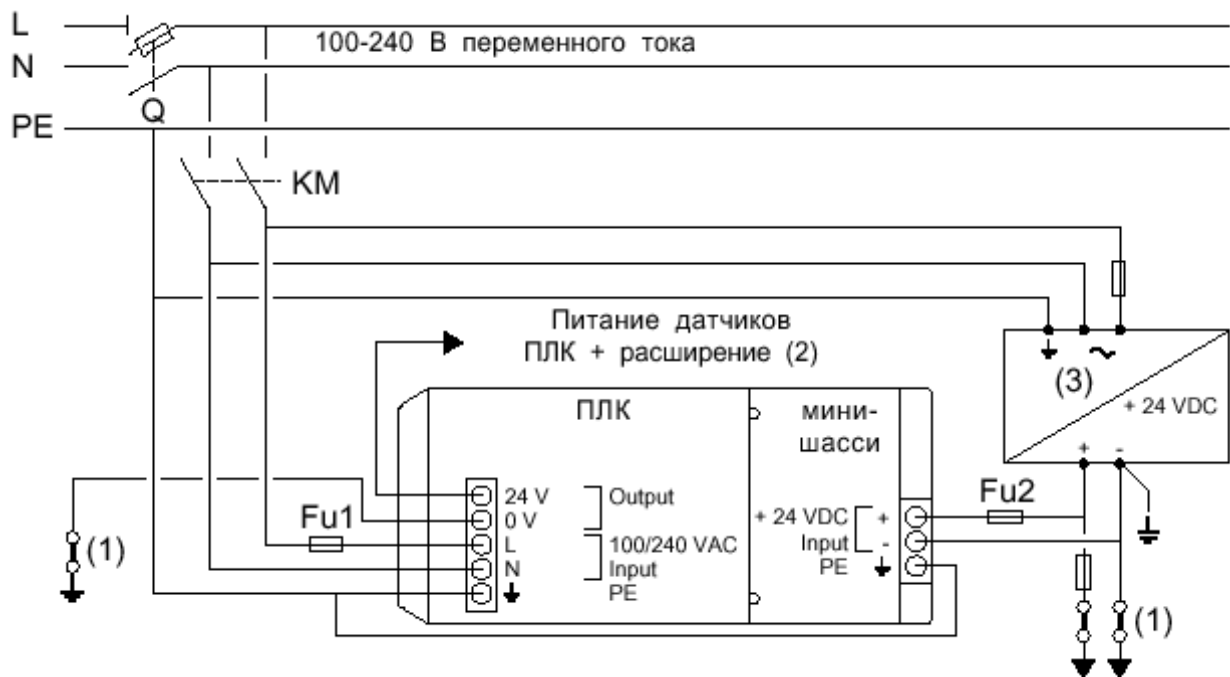 L
100-240 В переменного тока
N
Q
PE
KM
Питание датчиков
ПЛК + расширение (2)
(3)
+ 24 VDC
+ -
ПЛК
мини-
шасси
24 V
0 V
Output
L
N
100/240 VAC
Input
PE
Fu1
(1)
+ 24 VDC +
Input -
PE
Fu2
(1)